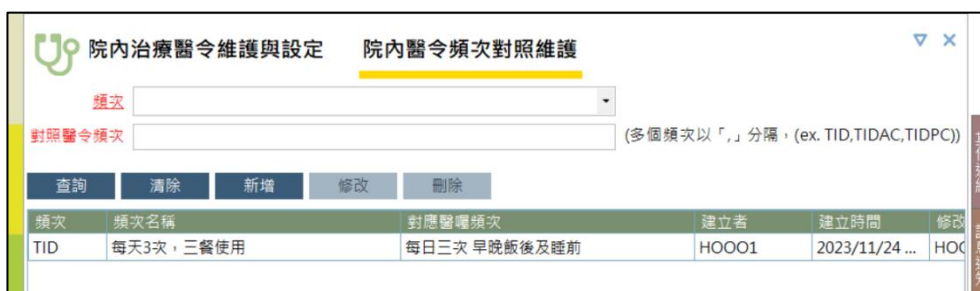 院內治療醫令維護與設定 院內醫令頻次對照維護
頻次
對照醫令頻次 (多個頻次以「,」分隔，(ex. TID,TIDAC,TIDPC))
查詢 清除 新增 修改 刪除
頻次 頻次名稱 對應醫囑頻次 建立者 建立時間 修改
TID 每天3次，三餐使用 每日三次 早晚飯後及睡前 HOOO1 2023/11/24 ... HOO